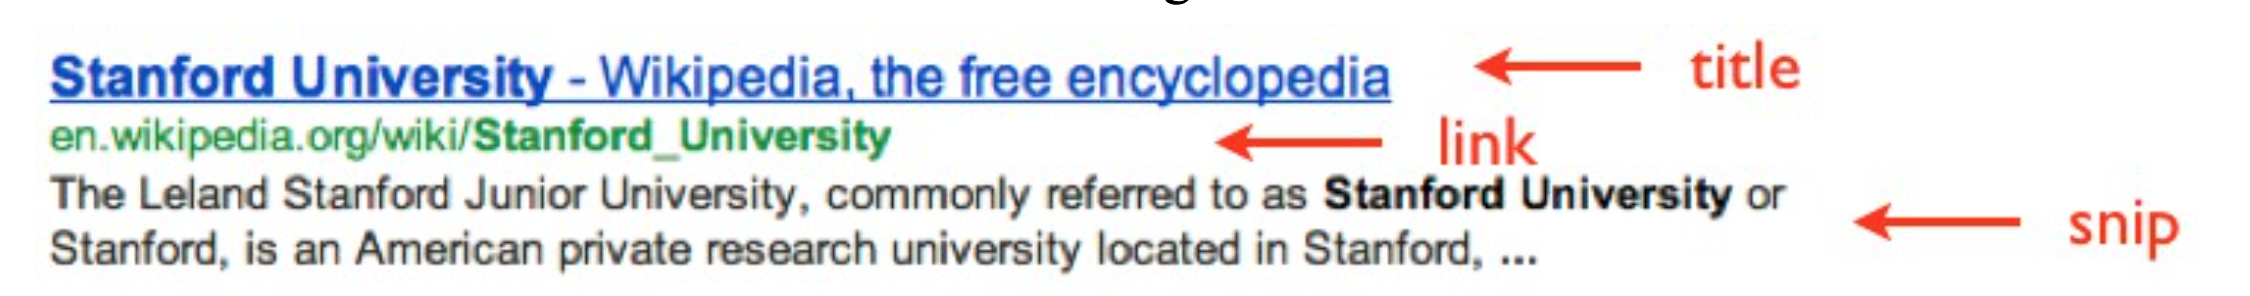 Stanford University - Wikipedia, the free encyclopedia title
en.wikipedia.org/wiki/Stanford_University link
The Leland Stanford Junior University, commonly referred to as Stanford University or
Stanford, is an American private research university located in Stanford, ... snip